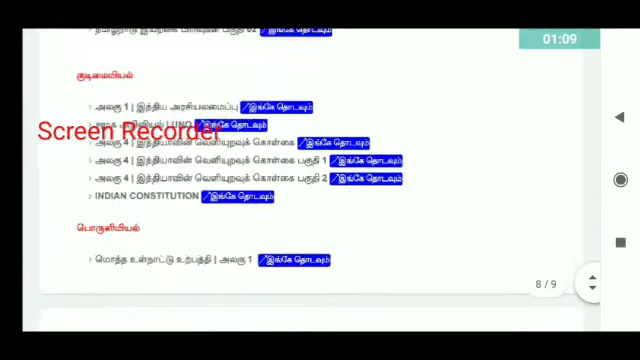 01:09
குடிமையியல்
› அலகு 1 | இந்திய அரசியலமைப்பு இங்கே தொடவும்
UNO இங்கே தொடவும்
Screen Recorder
› அலகு 4 | இந்தியாவின் வெளியுறவுக் கொள்கை இங்கே தொடவும்
› அலகு 4 | இந்தியாவின் வெளியுறவுக் கொள்கை பகுதி 1 இங்கே தொடவும்
› அலகு 4 | இந்தியாவின் வெளியுறவுக் கொள்கை பகுதி 2 இங்கே தொடவும்
› INDIAN CONSTITUTION இங்கே தொடவும்
பொருளியியல்
› மொத்த உள்நாட்டு உற்பத்தி | அலகு 1 இங்கே தொடவும்
8 / 9